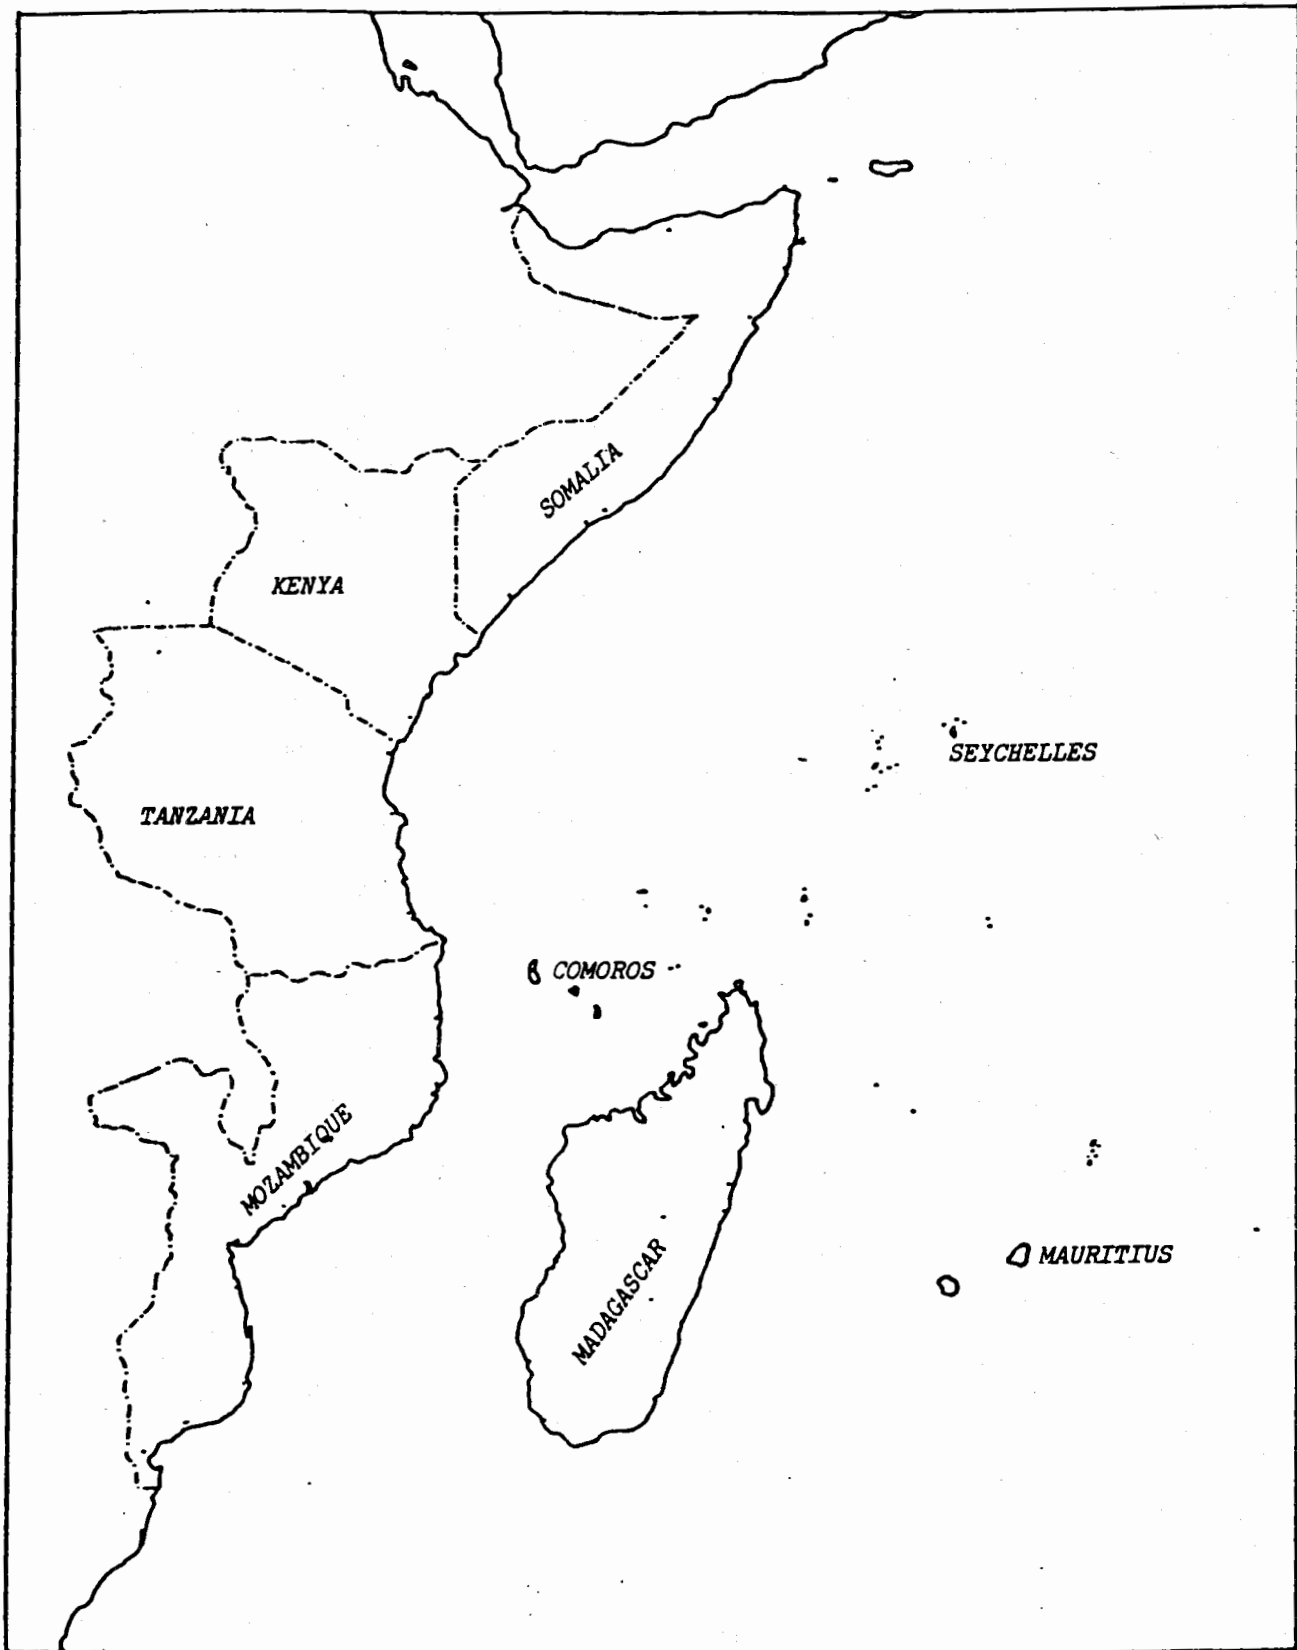 SOMALIA
KENYA
SEYCHELLES
TANZANIA
COMOROS
MOZAMBIQUE
MAURITIUS
MADAGASCAR